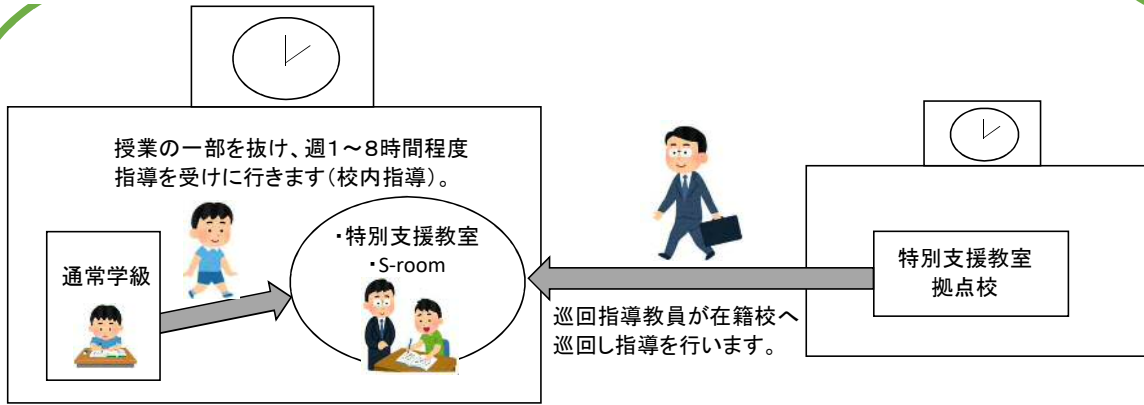 授業の一部を抜け、週1～8時間程度
指導を受けに行きます(校内指導)。
通常学級
・特別支援教室
・S-room
特別支援教室
拠点校
巡回指導教員が在籍校へ
巡回し指導を行います。